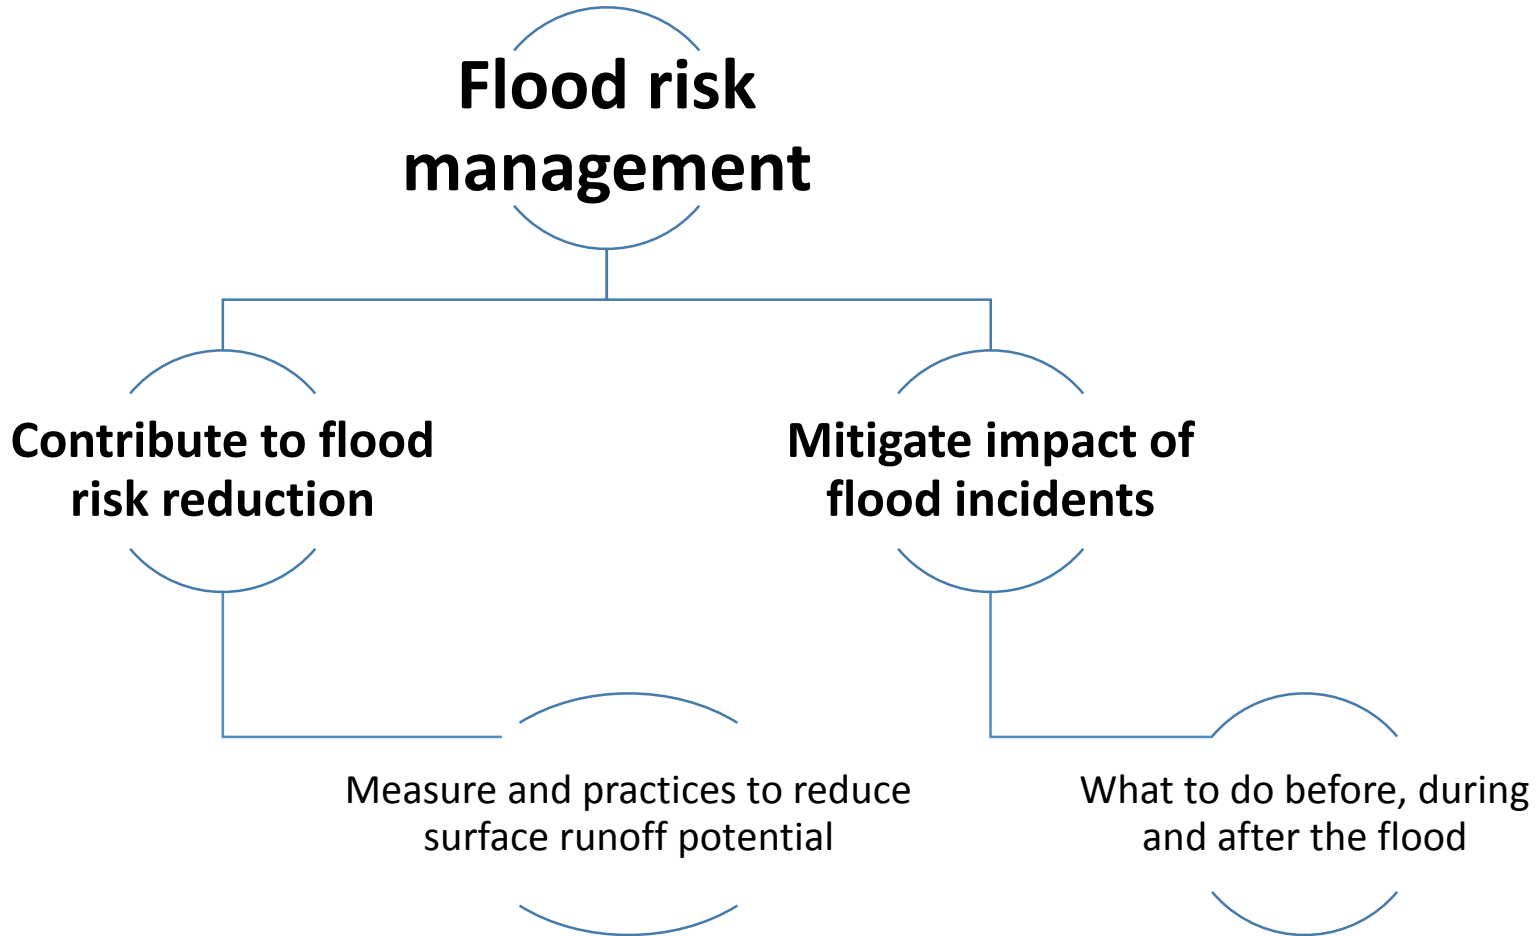 Flood risk
management
Contribute to flood
risk reduction
Mitigate impact of
flood incidents
Measure and practices to reduce
surface runoff potential
What to do before, during
and after the flood